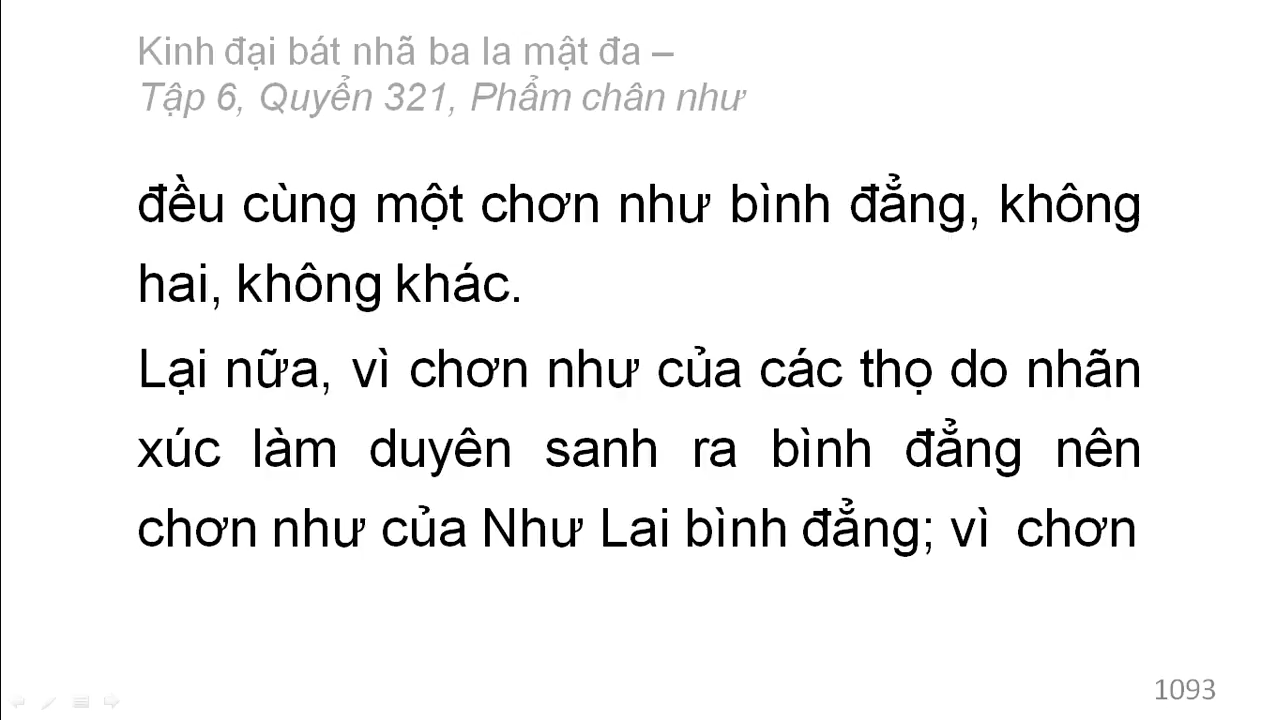 Kinh đại bát nhã ba la mật đa –
Tập 6, Quyển 321, Phẩm chân như
đều cùng một chơn như bình đẳng, không
hai, không khác.
Lại nữa, vì chơn như của các thọ do nhãn
xúc làm duyên sanh ra bình đẳng nên
chơn như của Như Lai bình đẳng; vì chơn
1093